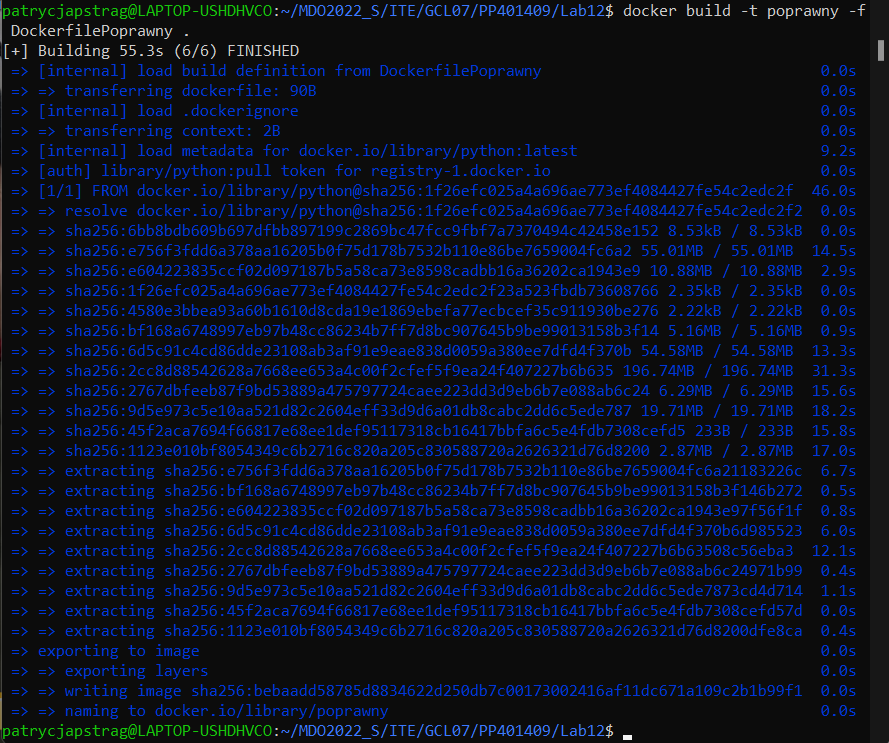 patrycjapstrag@LAPTOP-USHDHVCO:~/MDO2022_S/ITE/GCL07/PP401409/Lab12$ docker build -t poprawny -f
DockerfilePoprawny .
[+] Building 55.3s (6/6) FINISHED
=> [internal] load build definition from DockerfilePoprawny 0.0s
=> => transferring dockerfile: 90B 0.0s
=> [internal] load .dockerignore 0.0s
=> => transferring context: 2B 0.0s
=> [internal] load metadata for docker.io/library/python:latest 9.2s
=> [auth] library/python:pull token for registry-1.docker.io 0.0s
=> [1/1] FROM docker.io/library/python@sha256:1f26efc025a4a696ae773ef4084427fe54c2edc2f 46.0s
=> => resolve docker.io/library/python@sha256:1f26efc025a4a696ae773ef4084427fe54c2edc2f2 0.0s
=> => sha256:6bb8bdb609b697dfbb897199c2869bc47fcc9fbf7a7370494c42458e152 8.53kB / 8.53kB 0.0s
=> => sha256:e756f3fdd6a378aa16205b0f75d178b7532b110e86be7659004fc6a2 55.01MB / 55.01MB 14.5s
=> => sha256:e604223835ccf02d097187b5a58ca73e8598cadbb16a36202ca1943e9 10.88MB / 10.88MB 2.9s
=> => sha256:1f26efc025a4a696ae773ef4084427fe54c2edc2f23a523fbdb73608766 2.35kB / 2.35kB 0.0s
=> => sha256:4580e3bbea93a60b1610d8cda19e1869ebefa77ecbcef35c911930be276 2.22kB / 2.22kB 0.0s
=> => sha256:bf168a6748997eb97b48cc86234b7ff7d8bc907645b9be99013158b3f14 5.16MB / 5.16MB 0.9s
=> => sha256:6d5c91c4cd86dde23108ab3af91e9eae838d0059a380ee7dfd4f370b 54.58MB / 54.58MB 13.3s
=> => sha256:2cc8d88542628a7668ee653a4c00f2cfef5f9ea24f407227b6b635 196.74MB / 196.74MB 31.3s
=> => sha256:2767dbfeeb87f9bd53889a475797724caee223dd3d9eb6b7e088ab6c24 6.29MB / 6.29MB 15.6s
=> => sha256:9d5e973c5e10aa521d82c2604eff33d9d6a01db8cabc2dd6c5ede787 19.71MB / 19.71MB 18.2s
=> => sha256:45f2aca7694f66817e68ee1def95117318cb16417bbfa6c5e4fdb7308cefd5 233B / 233B 15.8s
=> => sha256:1123e010bf8054349c6b2716c820a205c830588720a2626321d76d8200 2.87MB / 2.87MB 17.0s
=> => extracting sha256:e756f3fdd6a378aa16205b0f75d178b7532b110e86be7659004fc6a21183226c 6.7s
=> => extracting sha256:bf168a6748997eb97b48cc86234b7ff7d8bc907645b9be99013158b3f146b272 0.5s
=> => extracting sha256:e604223835ccf02d097187b5a58ca73e8598cadbb16a36202ca1943e97f56f1f 0.8s
=> => extracting sha256:6d5c91c4cd86dde23108ab3af91e9eae838d0059a380ee7dfd4f370b6d985523 6.0s
=> => extracting sha256:2cc8d88542628a7668ee653a4c00f2cfef5f9ea24f407227b6b63508c56eba3 12.1s
=> => extracting sha256:2767dbfeeb87f9bd53889a475797724caee223dd3d9eb6b7e088ab6c24971b99 0.4s
=> => extracting sha256:9d5e973c5e10aa521d82c2604eff33d9d6a01db8cabc2dd6c5ede7873cd4d714 1.1s
=> => extracting sha256:45f2aca7694f66817e68ee1def95117318cb16417bbfa6c5e4fdb7308cefd57d 0.0s
=> => extracting sha256:1123e010bf8054349c6b2716c820a205c830588720a2626321d76d8200dfe8ca 0.4s
=> exporting to image 0.0s
=> => exporting layers 0.0s
=> => writing image sha256:bebaadd58785d8834622d250db7c00173002416af11dc671a109c2b1b99f1 0.0s
=> => naming to docker.io/library/poprawny 0.0s
patrycjapstrag@LAPTOP-USHDHVCO:~/MDO2022_S/ITE/GCL07/PP401409/Lab12$